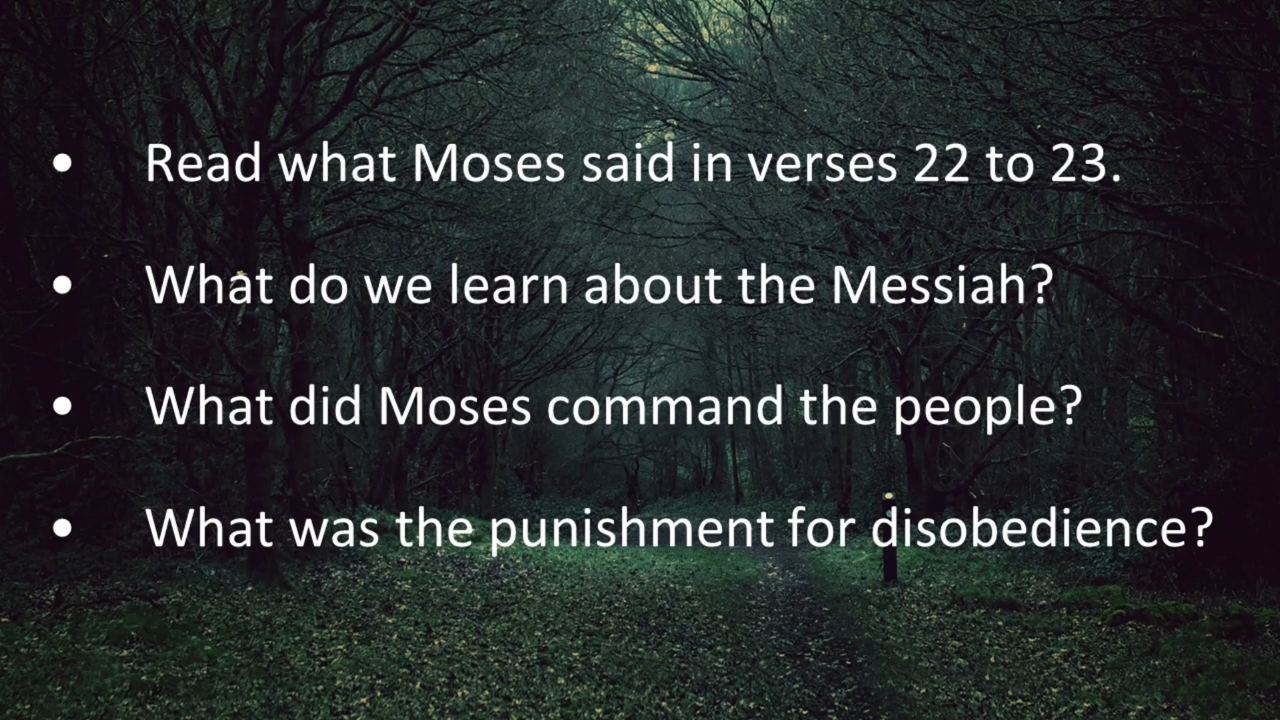 • Read what Moses said in verses 22 to 23.
• What do we learn about the Messiah?
• What did Moses command the people?
• What was the punishment for disobedience?